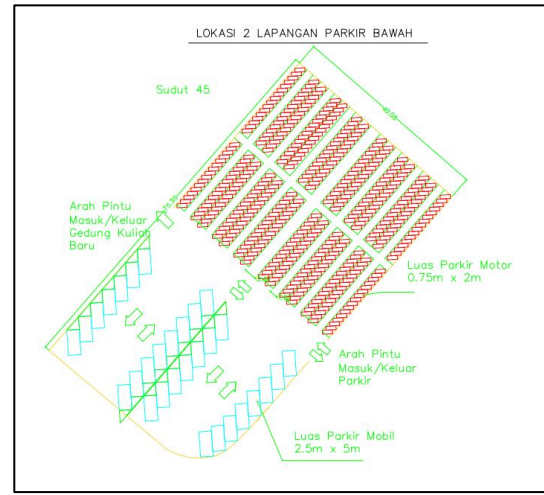 LOKASI 2 LAPANGAN PARKIR BAWAH
Sudut 45
Arah Pintu
Masuk/Keluar
Gedung Kuliah
Baru
Luas Parkir Motor
0.75m x 2m
Arah Pintu
Masuk/Keluar
Parkir
Luas Parkir Mobil
2.5m x 5m